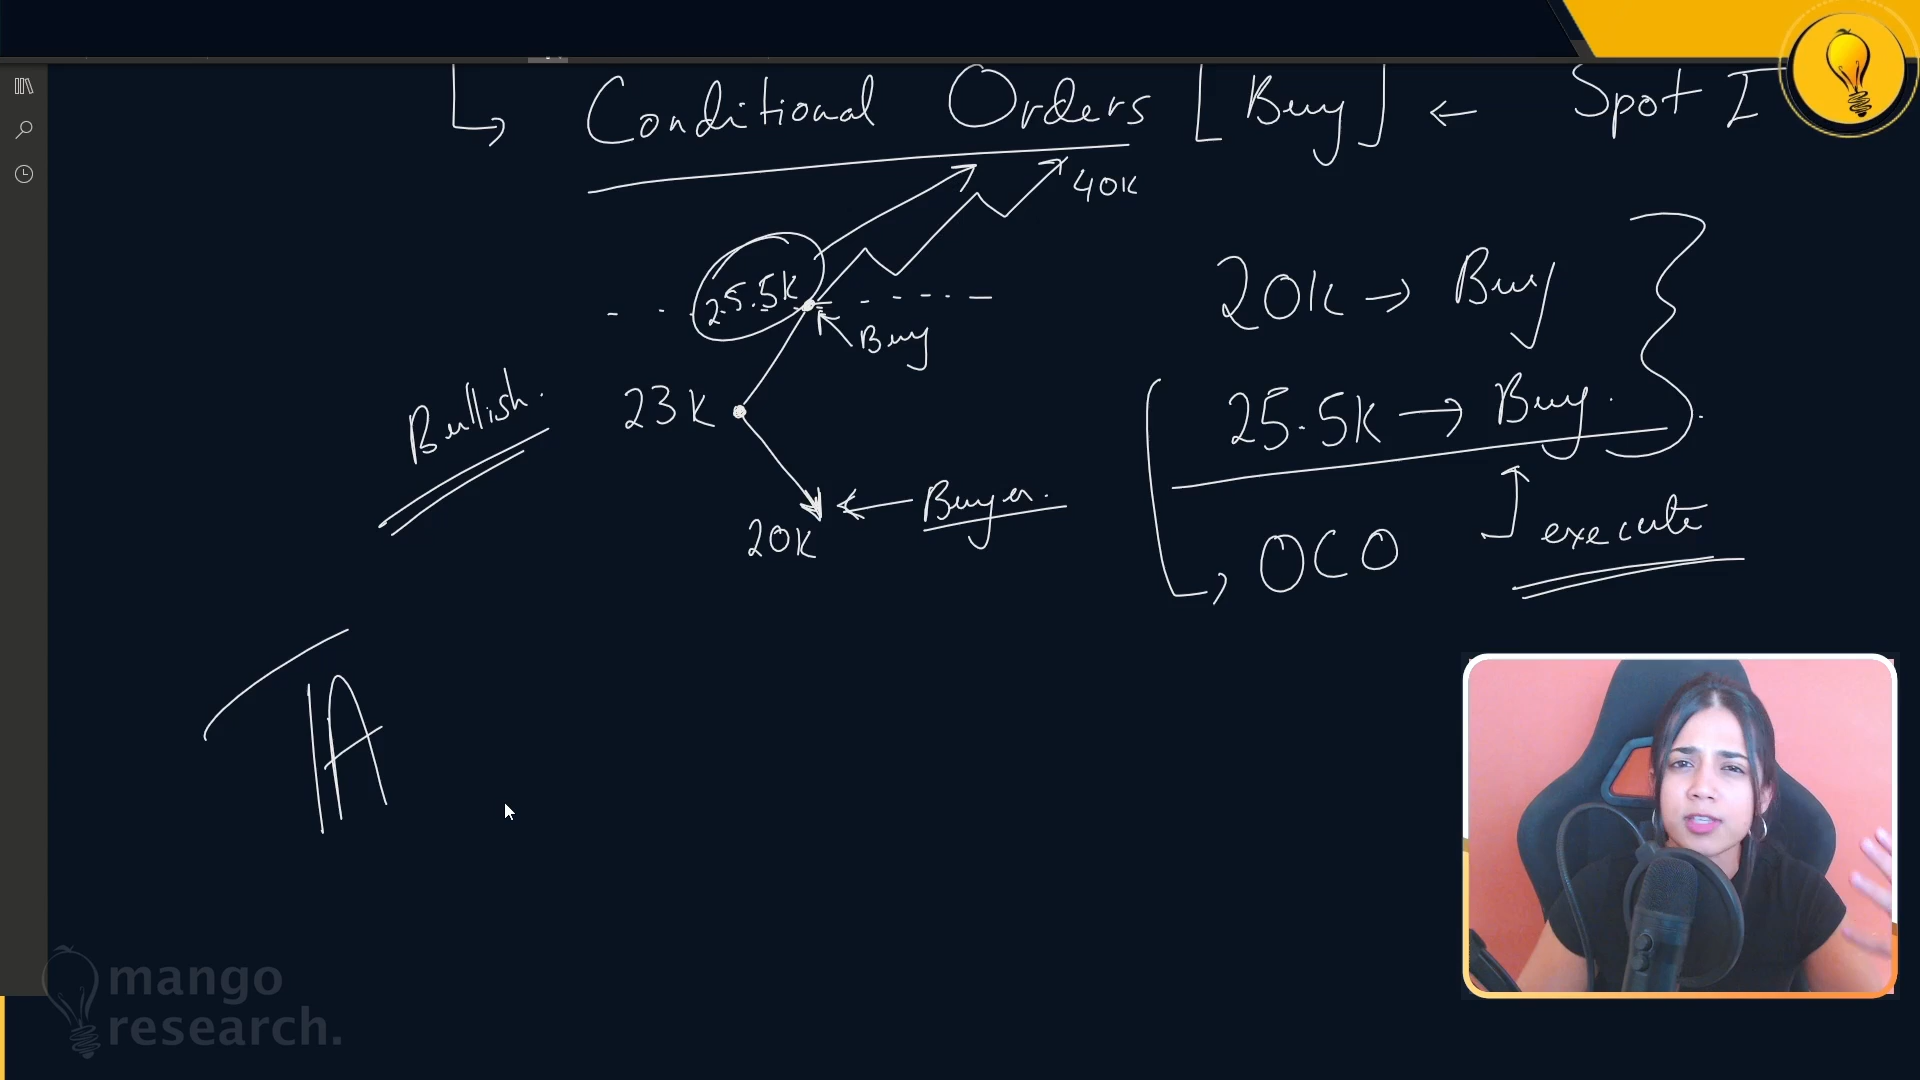 Conditional Orders [Buy] ← Spot I
40K
25.5K
Buy
20K → Buy
Bullish.
23K
25.5K → Buy.
Buyer.
20K
OCO
execute
TA
mango
research.